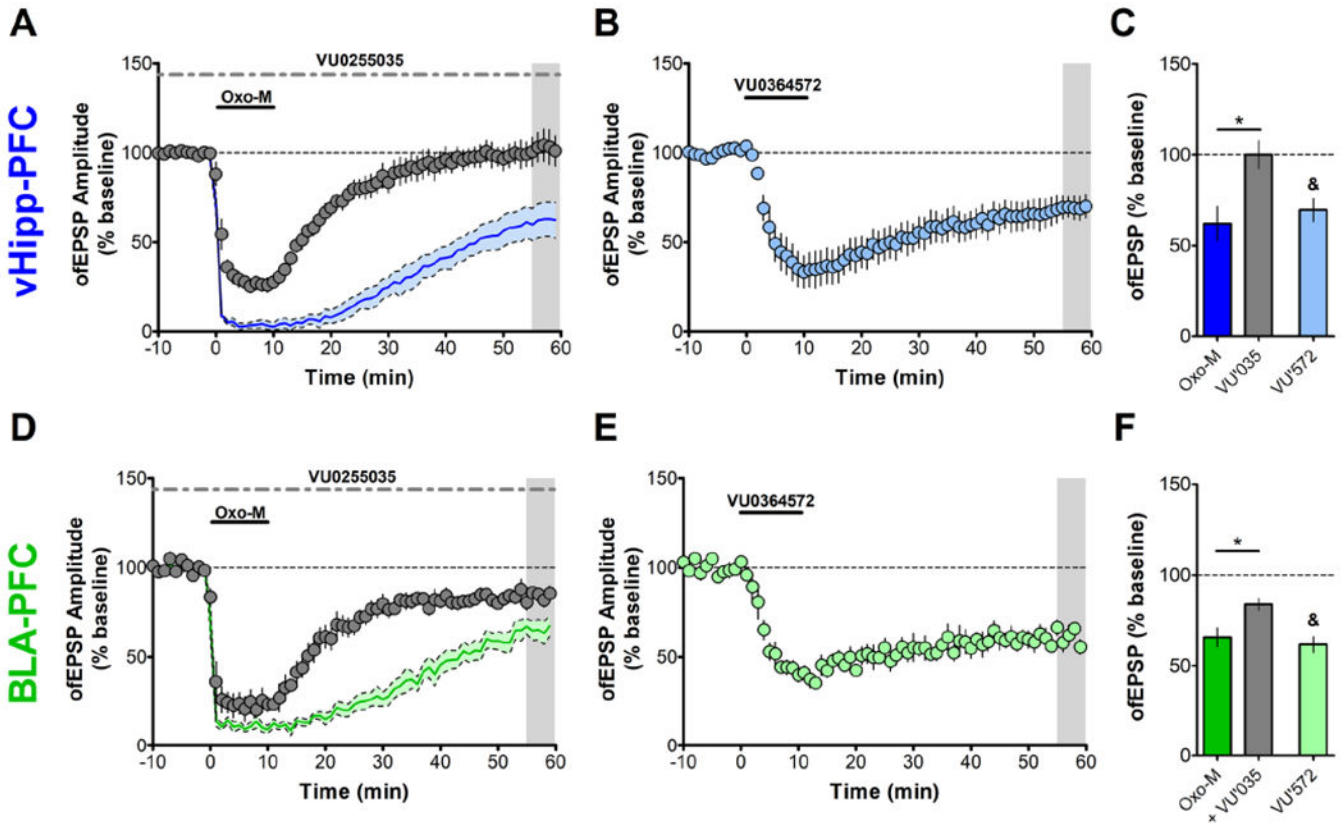 A
vHipp-PFC
ofEPSP Amplitude
(% baseline)
150
100
50
0
VU0255035
Oxo-M
-10 0 10 20 30 40 50 60
Time (min)
B
ofEPSP Amplitude
(% baseline)
150
100
50
0
VU0364572
-10 0 10 20 30 40 50 60
Time (min)
C
ofEPSP (% baseline)
150
100
50
0
*
&
Oxo-M
VU'035
VU'572
D
BLA-PFC
ofEPSP Amplitude
(% baseline)
150
100
50
0
VU0255035
Oxo-M
-10 0 10 20 30 40 50 60
Time (min)
E
ofEPSP Amplitude
(% baseline)
150
100
50
0
VU0364572
-10 0 10 20 30 40 50 60
Time (min)
F
ofEPSP (% baseline)
150
100
50
0
*
&
Oxo-M
+ VU'035
VU'572